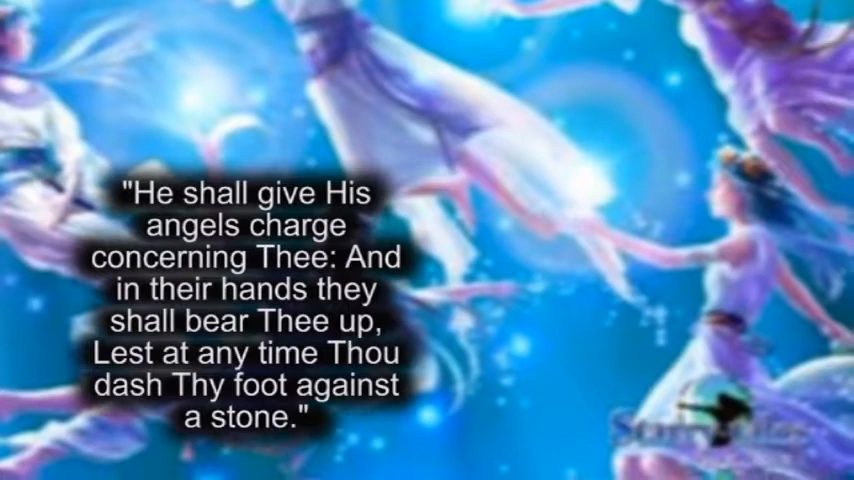 "He shall give His
angels charge
concerning Thee: And
in their hands they
shall bear Thee up,
Lest at any time Thou
dash Thy foot against
a stone."